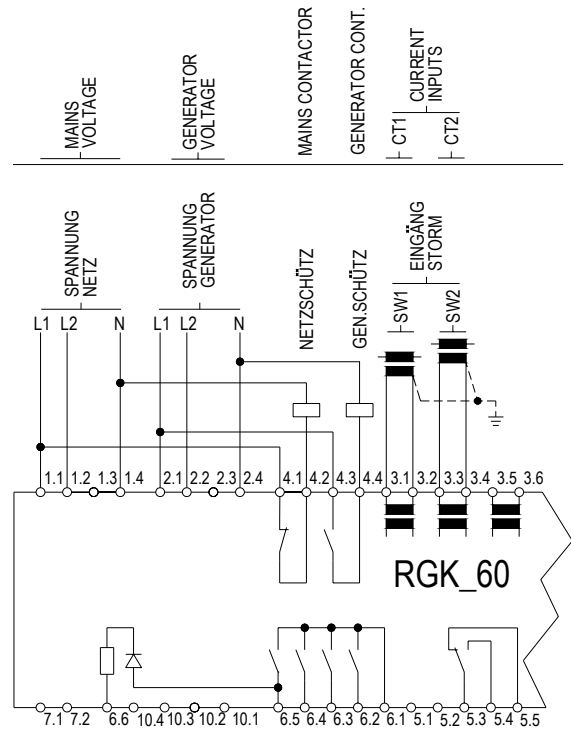 MAINS
VOLTAGE
GENERATOR
VOLTAGE
MAINS CONTACTOR
GENERATOR CONT.
CURRENT
INPUTS
CT1
CT2
SPANNUNG
NETZ
SPANNUNG
GENERATOR
NETZSCHÜTZ
GEN.SCHÜTZ
EINGÄNG
STORM
SW1
SW2
L1 L2 N L1 L2 N
1.1 1.2 1.3 1.4 2.1 2.2 2.3 2.4 4.1 4.2 4.3 4.4 3.1 3.2 3.3 3.4 3.5 3.6
RGK_60
7.1 7.2 6.6 10.4 10.3 10.2 10.1 6.5 6.4 6.3 6.2 6.1 5.1 5.2 5.3 5.4 5.5